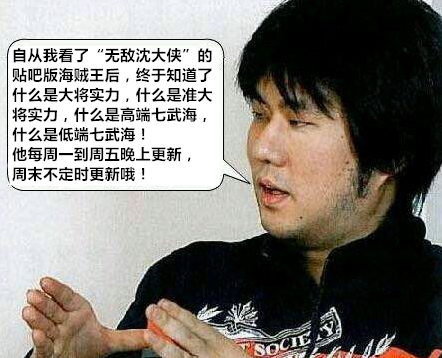 自从我看了“无敌沈大侠”的
贴吧版海贼王后，终于知道了
什么是大将实力，什么是准大
将实力，什么是高端七武海，
什么是低端七武海！
他每周一到周五晚上更新，
周末不定时更新哦！
SOCIETY